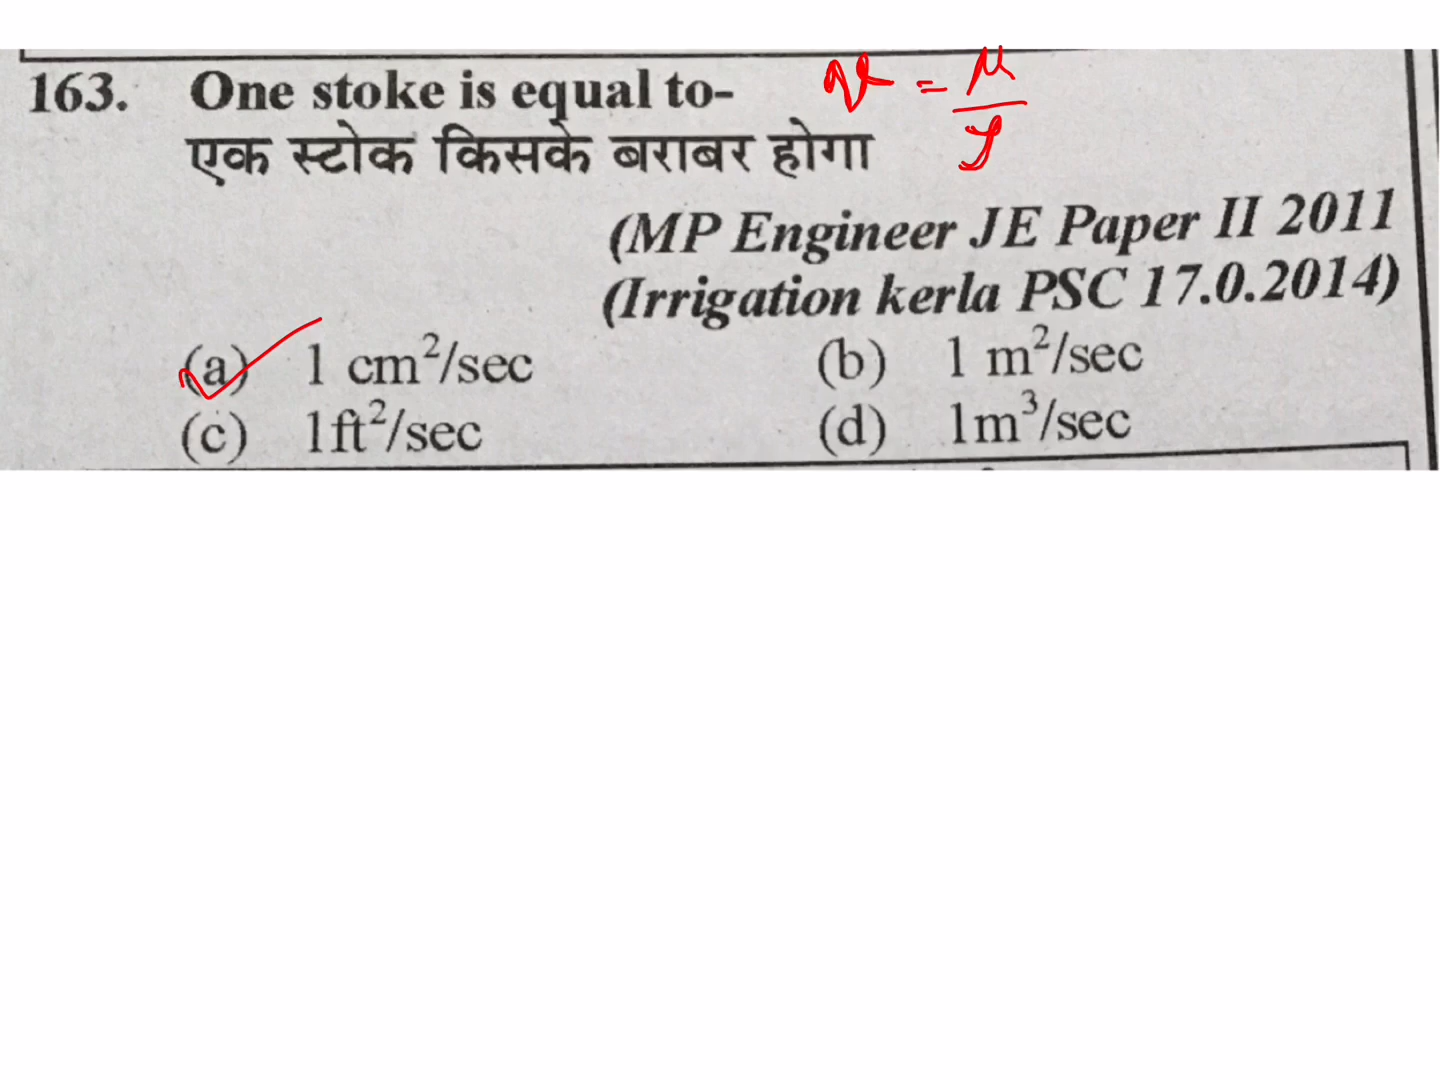 163. One stoke is equal to- ν = μ/ρ
एक स्टोक किसके बराबर होगा
(MP Engineer JE Paper II 2011
(Irrigation kerla PSC 17.0.2014)
(a) 1 cm²/sec (b) 1 m²/sec
(c) 1ft²/sec (d) 1m³/sec